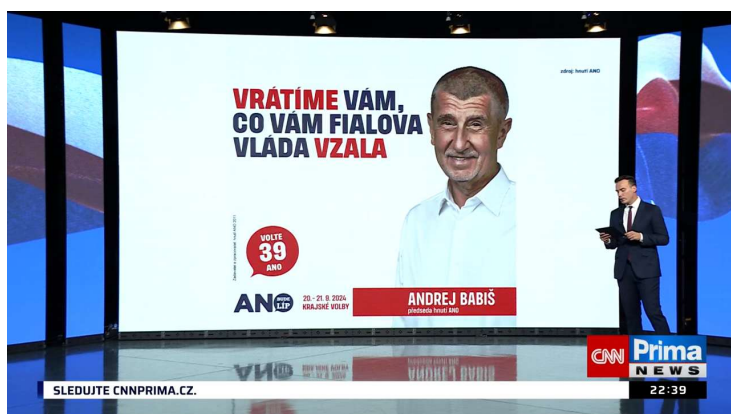 zdroj: hnutí ANO
VRÁTÍME VÁM,
CO VÁM FIALOVA
VLÁDA VZALA
VOLTE
39
ANO
ANO
BUDE
LÍP
20.- 21. 9. 2024
KRAJSKÉ VOLBY
ANDREJ BABIŠ
předseda hnutí ANO
CNN Prima
NEWS
SLEDUJTE CNNPRIMA.CZ.
22:39